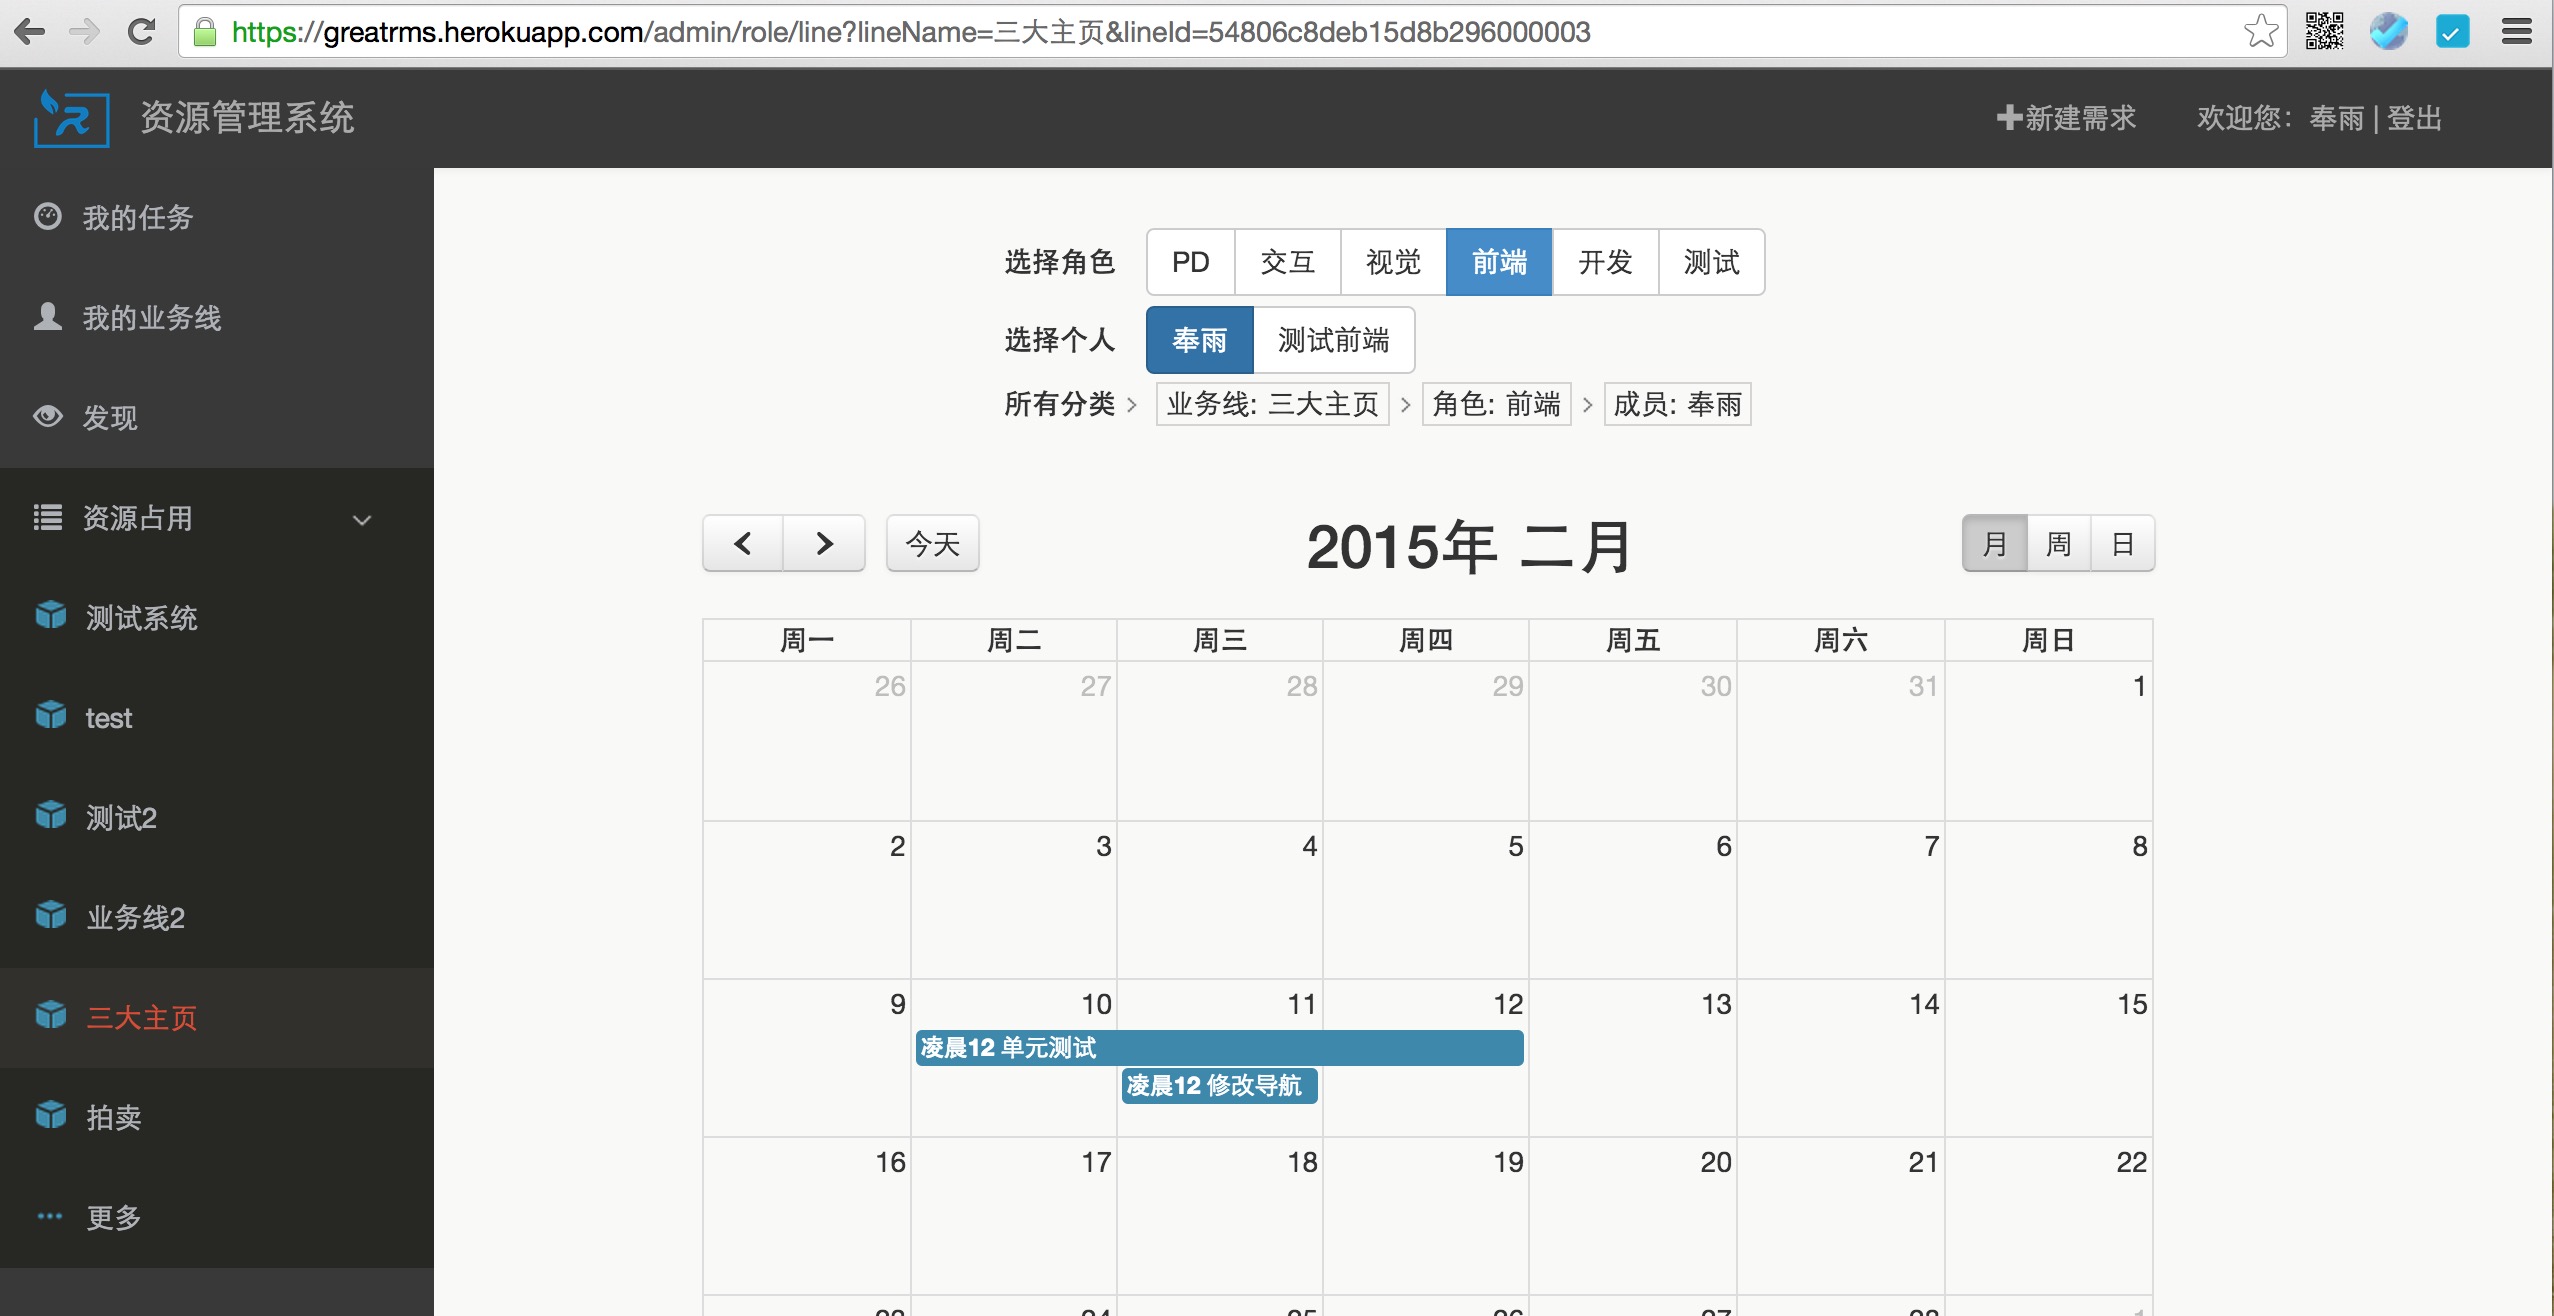 https://greatrms.herokuapp.com/admin/role/line?lineName=三大主页&lineId=54806c8deb15d8b296000003
资源管理系统
新建需求 欢迎您：奉雨 | 登出
我的任务
我的业务线
发现
资源占用
测试系统
test
测试2
业务线2
三大主页
拍卖
更多
选择角色 PD 交互 视觉 前端 开发 测试
选择个人 奉雨 测试前端
所有分类 > 业务线: 三大主页 > 角色: 前端 > 成员: 奉雨
今天 2015年 二月 月 周 日
周一 周二 周三 周四 周五 周六 周日
26 27 28 29 30 31 1
2 3 4 5 6 7 8
9 10 11 12 13 14 15
凌晨12 单元测试
凌晨12 修改导航
16 17 18 19 20 21 22